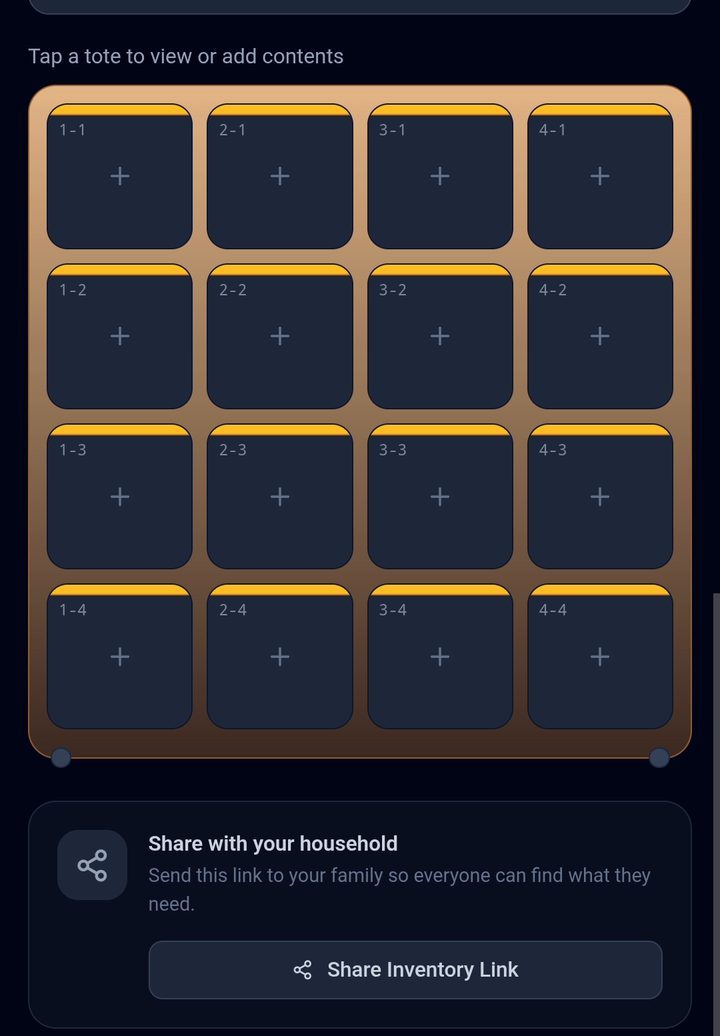 Tap a tote to view or add contents
1-1 2-1 3-1 4-1
1-2 2-2 3-2 4-2
1-3 2-3 3-3 4-3
1-4 2-4 3-4 4-4
Share with your household
Send this link to your family so everyone can find what they
need.
Share Inventory Link